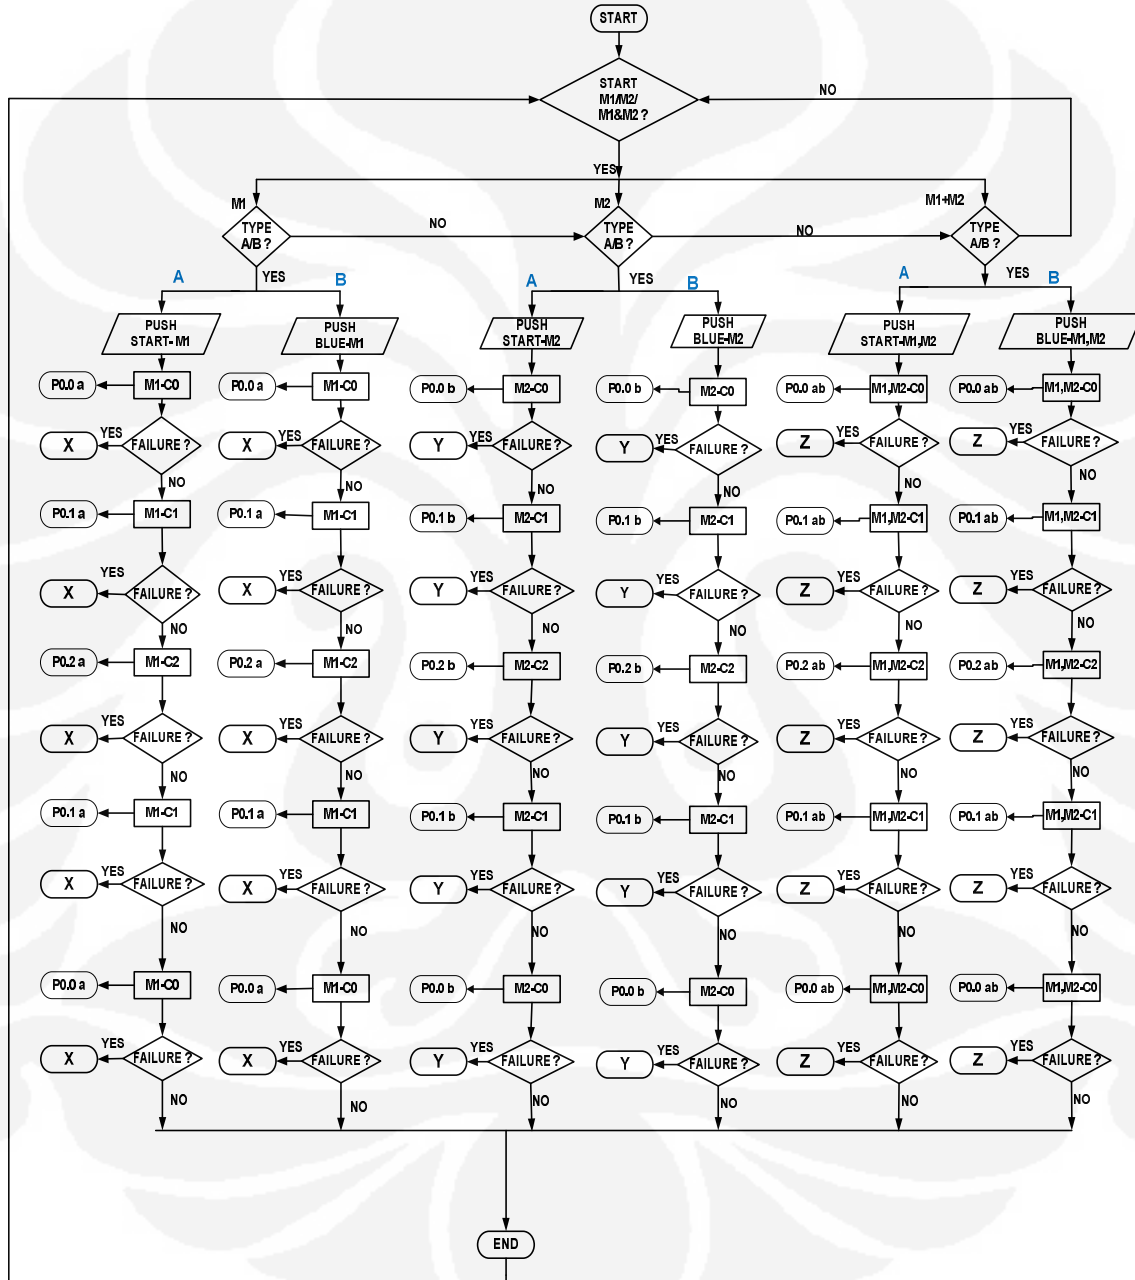 START
START
M1/M2/
M1&M2 ?
NO
YES
M1
M2
M1+M2
TYPE
A/B ?
NO
TYPE
A/B ?
NO
TYPE
A/B ?
YES
YES
YES
A
B
A
B
A
B
PUSH
START- M1
PUSH
BLUE-M1
PUSH
START-M2
PUSH
BLUE-M2
PUSH
START-M1,M2
PUSH
BLUE-M1,M2
P0.0 a
M1-C0
P0.0 a
M1-C0
P0.0 b
M2-C0
P0.0 b
M2-C0
P0.0 ab
M1,M2-C0
P0.0 ab
M1,M2-C0
X
YES
FAILURE ?
X
YES
FAILURE ?
Y
YES
FAILURE ?
Y
YES
FAILURE ?
Z
YES
FAILURE ?
Z
YES
FAILURE ?
NO
NO
NO
NO
NO
NO
P0.1 a
M1-C1
P0.1 a
M1-C1
P0.1 b
M2-C1
P0.1 b
M2-C1
P0.1 ab
M1,M2-C1
P0.1 ab
M1,M2-C1
X
YES
FAILURE ?
X
YES
FAILURE ?
Y
YES
FAILURE ?
Y
YES
FAILURE ?
Z
YES
FAILURE ?
Z
YES
FAILURE ?
NO
NO
NO
NO
NO
NO
P0.2 a
M1-C2
P0.2 a
M1-C2
P0.2 b
M2-C2
P0.2 b
M2-C2
P0.2 ab
M1,M2-C2
P0.2 ab
M1,M2-C2
X
YES
FAILURE ?
X
YES
FAILURE ?
Y
YES
FAILURE ?
Y
YES
FAILURE ?
Z
YES
FAILURE ?
Z
YES
FAILURE ?
NO
NO
NO
NO
NO
NO
P0.1 a
M1-C1
P0.1 a
M1-C1
P0.1 b
M2-C1
P0.1 b
M2-C1
P0.1 ab
M1,M2-C1
P0.1 ab
M1,M2-C1
X
YES
FAILURE ?
X
YES
FAILURE ?
Y
YES
FAILURE ?
Y
YES
FAILURE ?
Z
YES
FAILURE ?
Z
YES
FAILURE ?
NO
NO
NO
NO
NO
NO
P0.0 a
M1-C0
P0.0 a
M1-C0
P0.0 b
M2-C0
P0.0 b
M2-C0
P0.0 ab
M1,M2-C0
P0.0 ab
M1,M2-C0
X
YES
FAILURE ?
X
YES
FAILURE ?
Y
YES
FAILURE ?
Y
YES
FAILURE ?
Z
YES
FAILURE ?
Z
YES
FAILURE ?
NO
NO
NO
NO
NO
NO
END